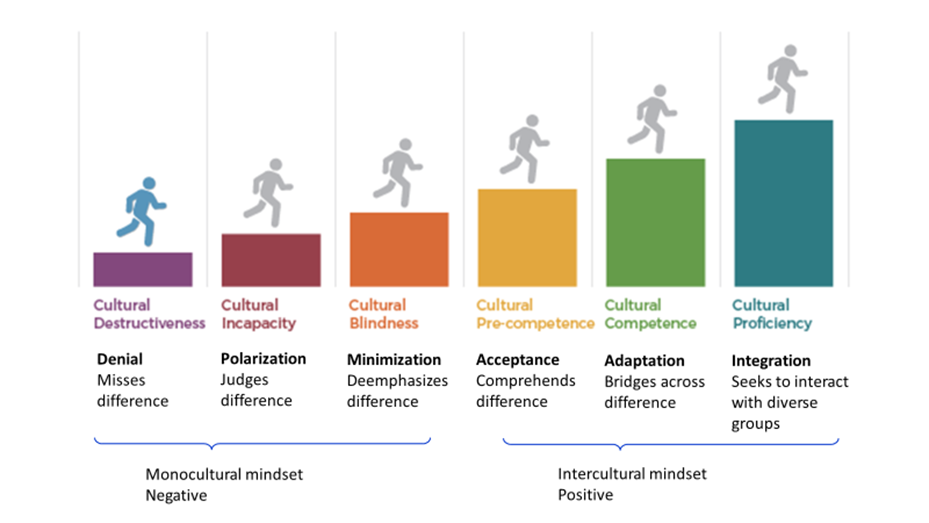 Cultural
Destructiveness
Cultural
Incapacity
Cultural
Blindness
Cultural
Pre-competence
Cultural
Competence
Cultural
Proficiency
Denial
Misses
difference
Polarization
Judges
difference
Minimization
Deemphasizes
difference
Acceptance
Comprehends
difference
Adaptation
Bridges across
difference
Integration
Seeks to interact
with diverse
groups
Monocultural mindset
Negative
Intercultural mindset
Positive